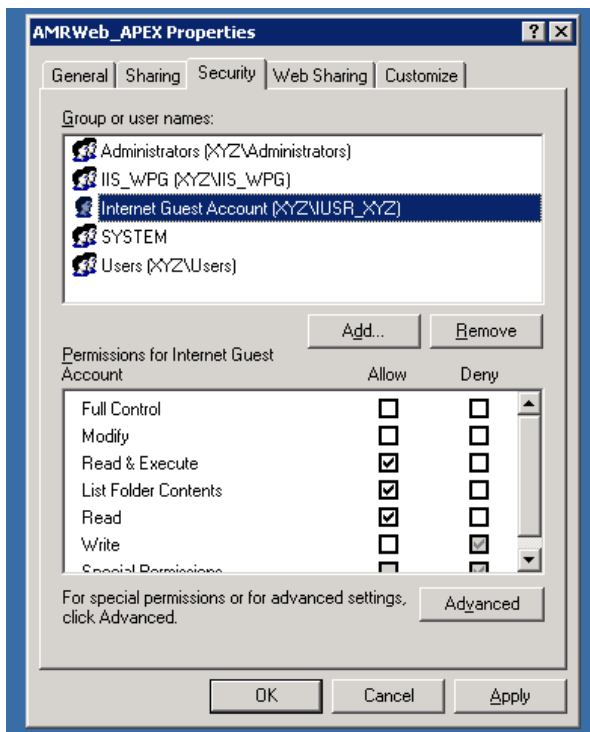 AMRWeb_APEX Properties
General Sharing Security Web Sharing Customize
Group or user names:
Administrators (XYZ\Administrators)
IIS_WPG (XYZ\IIS_WPG)
Internet Guest Account (XYZ\IUSR_XYZ)
SYSTEM
Users (XYZ\Users)
Add... Remove
Permissions for Internet Guest
Account Allow Deny
Full Control
Modify
Read & Execute
List Folder Contents
Read
Write
Special Permissions
For special permissions or for advanced settings,
click Advanced.
Advanced
OK Cancel Apply